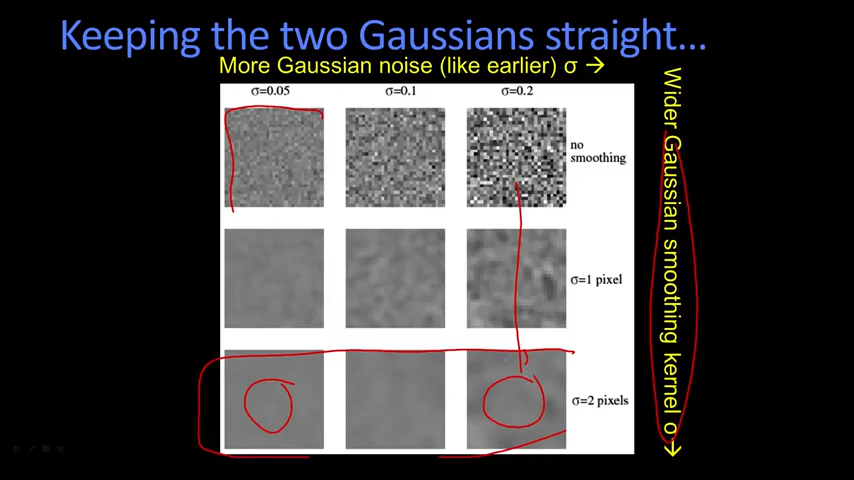 Keeping the two Gaussians straight...
More Gaussian noise (like earlier) σ →
σ=0.05 σ=0.1 σ=0.2
no
smoothing
σ=1 pixel
σ=2 pixels
Wider Gaussian smoothing kernel σ →